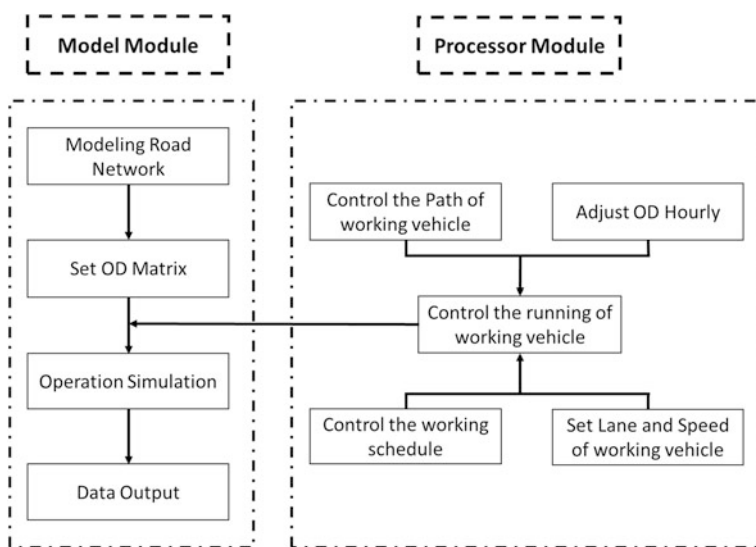 Model Module
Processor Module
Modeling Road
Network
Set OD Matrix
Operation Simulation
Data Output
Control the Path of
working vehicle
Adjust OD Hourly
Control the running of
working vehicle
Control the working
schedule
Set Lane and Speed
of working vehicle